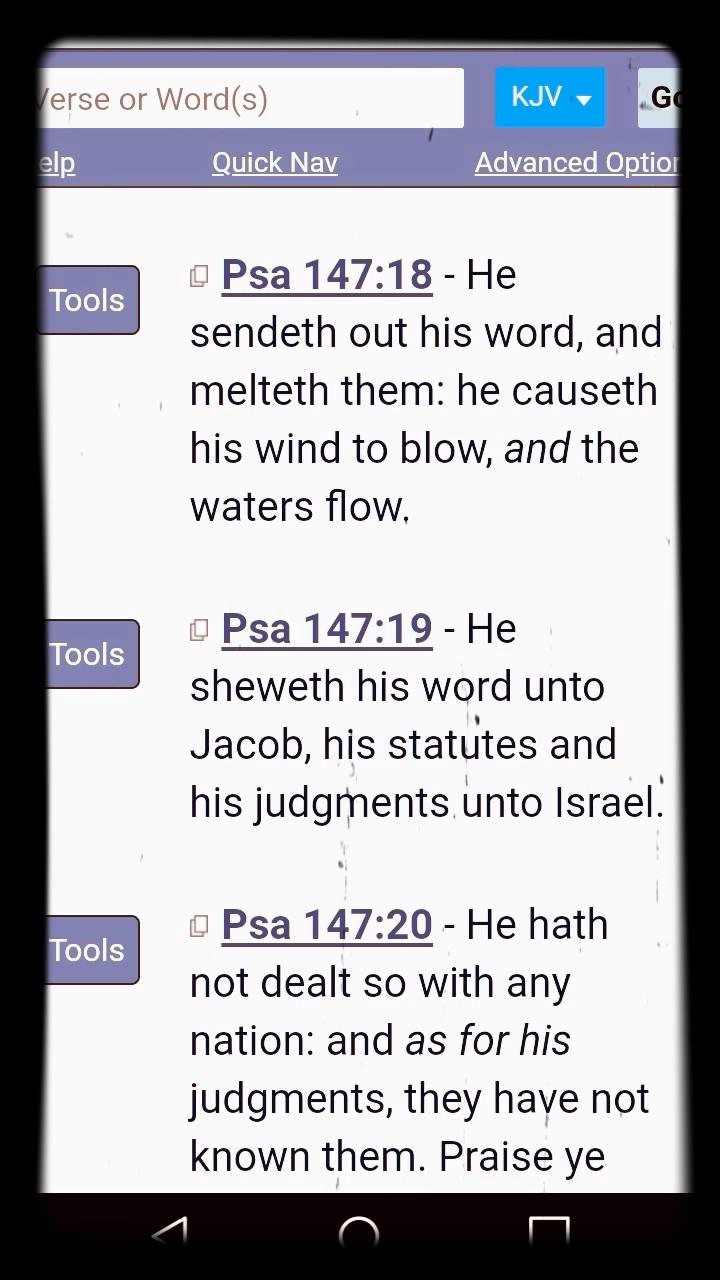 Verse or Word(s) KJV Go
elp Quick Nav Advanced Option
Tools Psa 147:18 - He
sendeth out his word, and
melteth them: he causeth
his wind to blow, and the
waters flow.
Tools Psa 147:19 - He
sheweth his word unto
Jacob, his statutes and
his judgments unto Israel.
Tools Psa 147:20 - He hath
not dealt so with any
nation: and as for his
judgments, they have not
known them. Praise ye